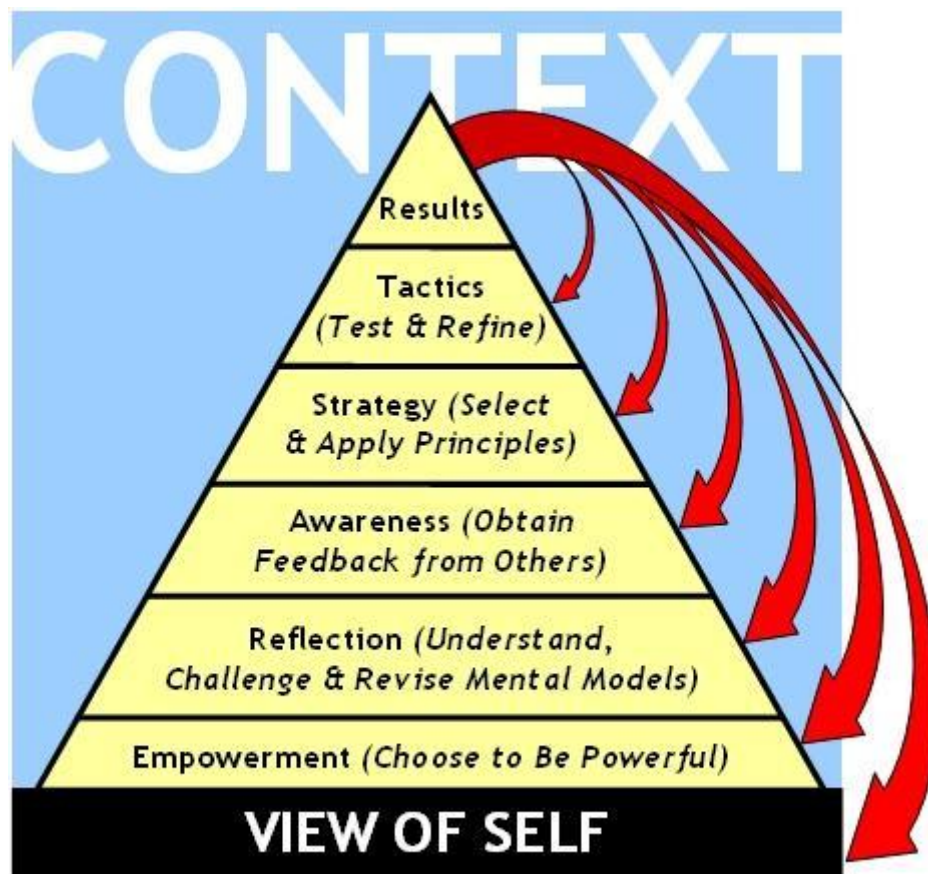 CONTEXT
Results
Tactics
(Test & Refine)
Strategy (Select
& Apply Principles)
Awareness (Obtain
Feedback from Others)
Reflection (Understand,
Challenge & Revise Mental Models)
Empowerment (Choose to Be Powerful)
VIEW OF SELF